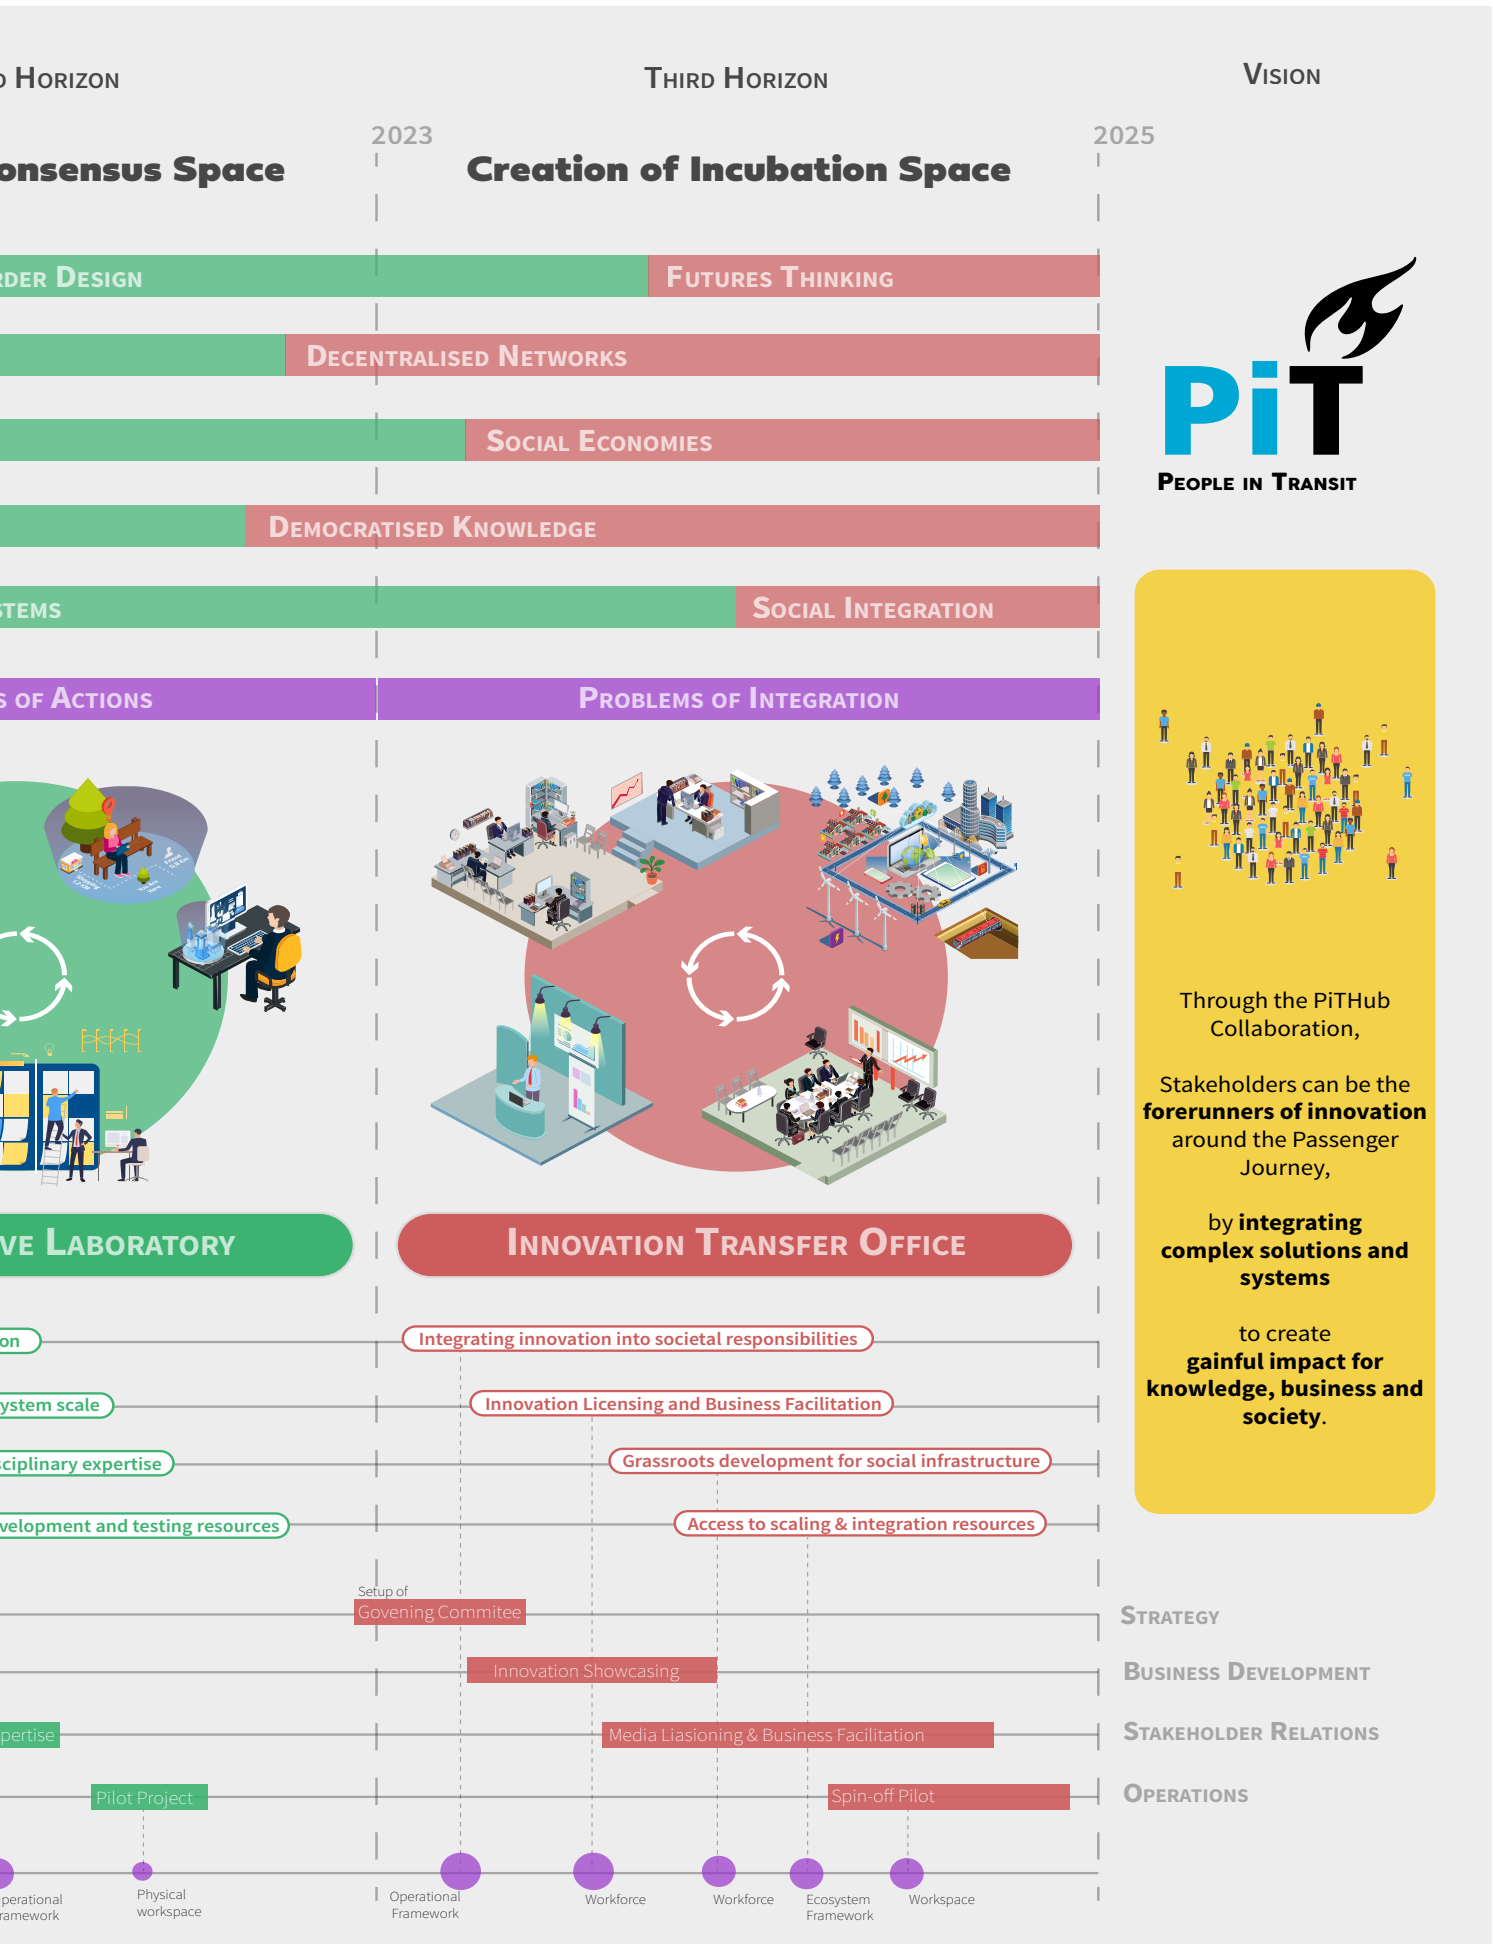 HORIZON
THIRD HORIZON
VISION
2023
2025
onsensus Space
Creation of Incubation Space
RDER DESIGN
FUTURES THINKING
DECENTRALISED NETWORKS
SOCIAL ECONOMIES
DEMOCRATISED KNOWLEDGE
STEMS
SOCIAL INTEGRATION
S OF ACTIONS
PROBLEMS OF INTEGRATION
PiT
PEOPLE IN TRANSIT
Through the PiTHub
Collaboration,
Stakeholders can be the
forerunners of innovation
around the Passenger
Journey,
by integrating
complex solutions and
systems
to create
gainful impact for
knowledge, business and
society.
VE LABORATORY
INNOVATION TRANSFER OFFICE
on
Integrating innovation into societal responsibilities
ystem scale
Innovation Licensing and Business Facilitation
sciplinary expertise
Grassroots development for social infrastructure
velopment and testing resources
Access to scaling & integration resources
Setup of
Govening Commitee
STRATEGY
Innovation Showcasing
BUSINESS DEVELOPMENT
pertise
Media Liasioning & Business Facilitation
STAKEHOLDER RELATIONS
Pilot Project
Spin-off Pilot
OPERATIONS
perational
ramework
Physical
workspace
Operational
Framework
Workforce
Workforce
Ecosystem
Framework
Workspace